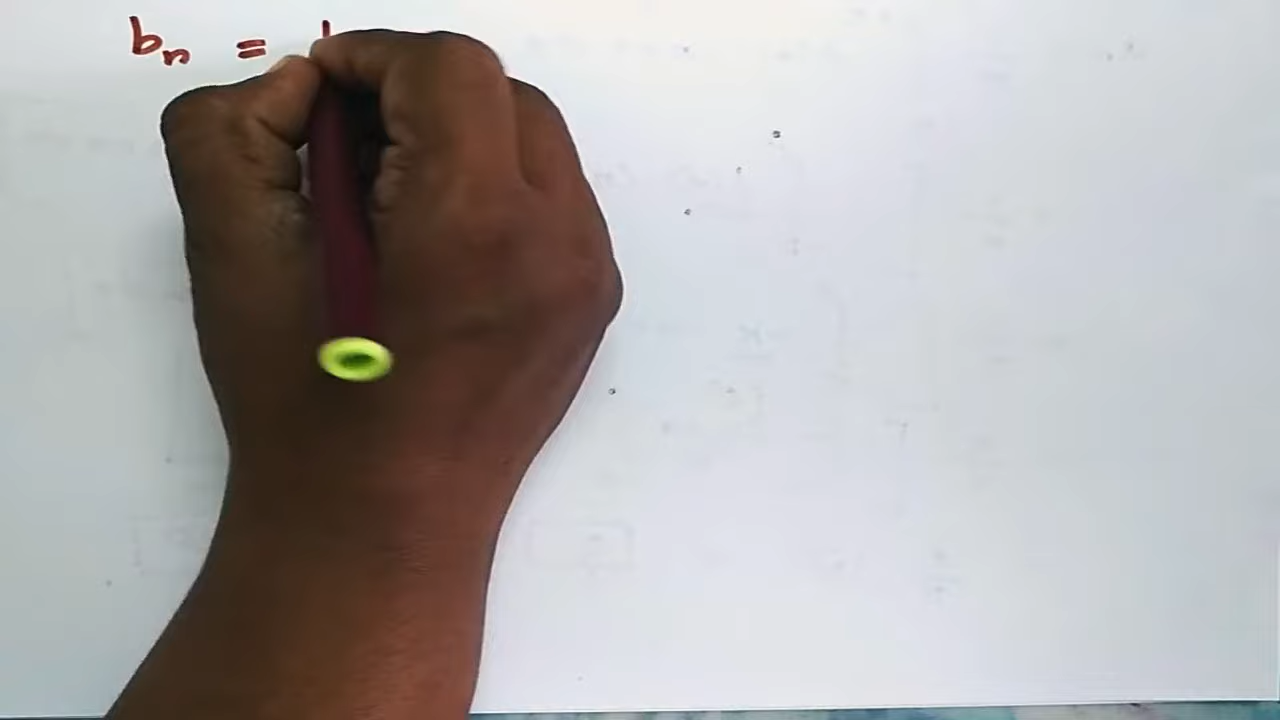 bn =